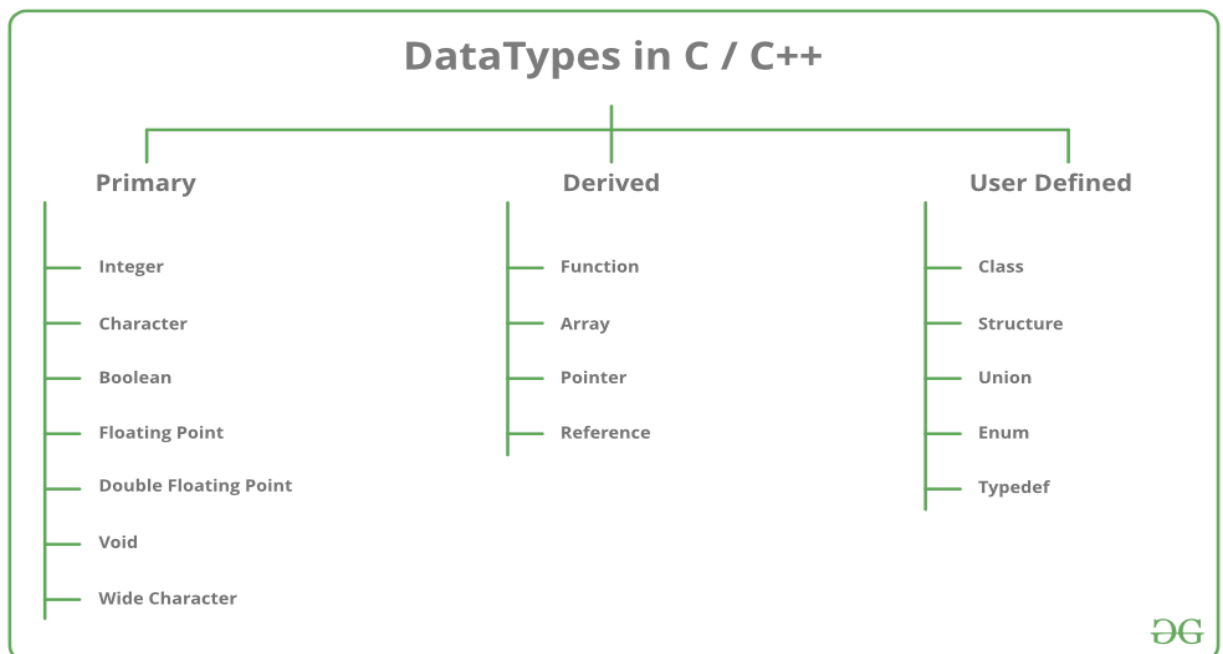 DataTypes in C / C++
Primary
Integer
Character
Boolean
Floating Point
Double Floating Point
Void
Wide Character
Derived
Function
Array
Pointer
Reference
User Defined
Class
Structure
Union
Enum
Typedef